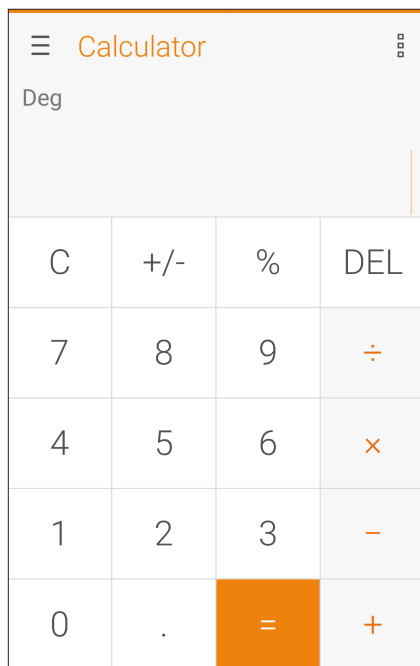 Calculator
Deg
C +/- % DEL
7 8 9 ÷
4 5 6 ×
1 2 3 −
0 . = +